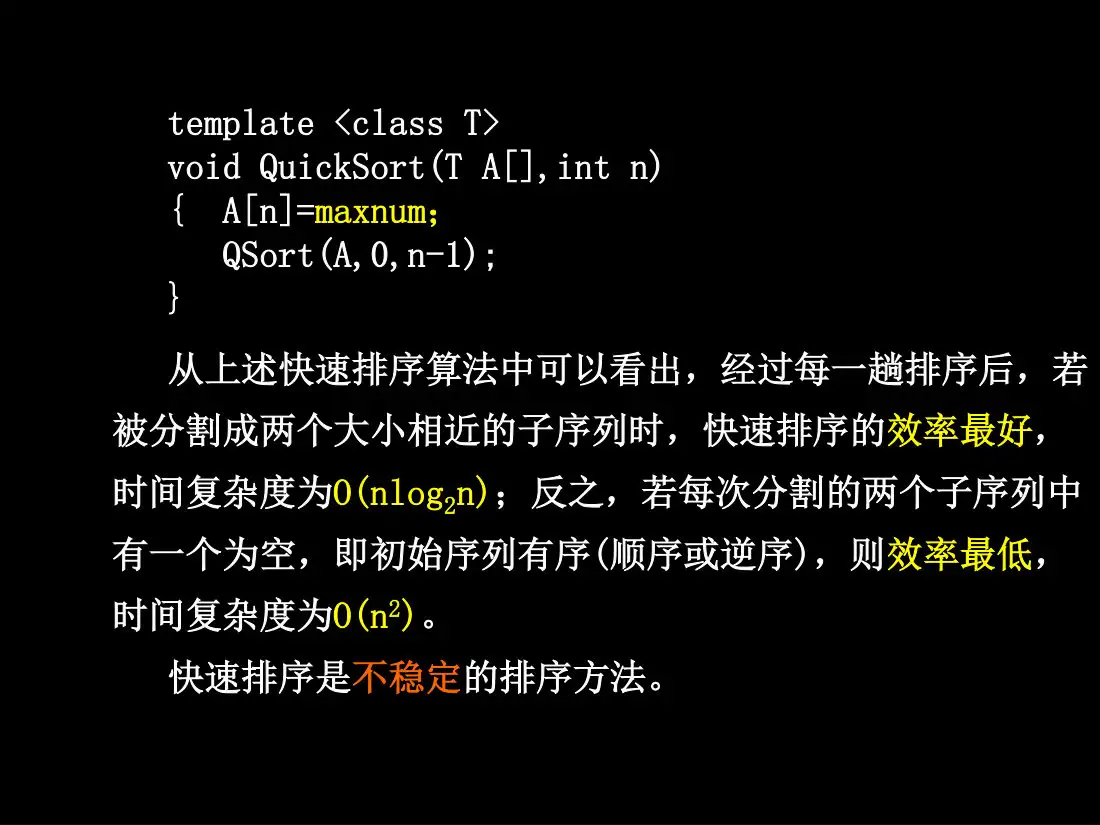 template <class T>
void QuickSort(T A[],int n)
{  A[n]=maxnum；
   QSort(A,0,n-1);
}
从上述快速排序算法中可以看出，经过每一趟排序后，若
被分割成两个大小相近的子序列时，快速排序的效率最好，
时间复杂度为O(nlog₂n)；反之，若每次分割的两个子序列中
有一个为空，即初始序列有序(顺序或逆序)，则效率最低，
时间复杂度为O(n²)。
快速排序是不稳定的排序方法。